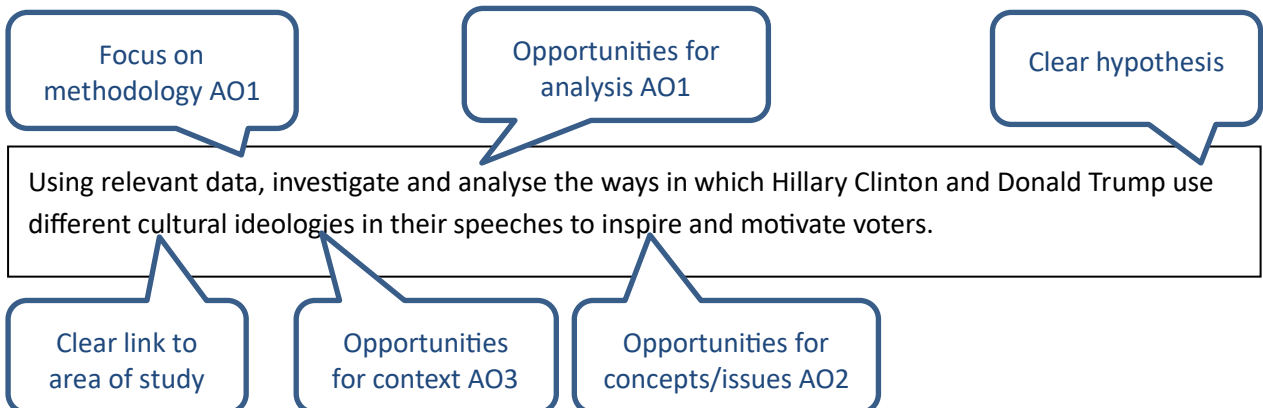 Focus on
methodology AO1
Opportunities for
analysis AO1
Clear hypothesis
Using relevant data, investigate and analyse the ways in which Hillary Clinton and Donald Trump use
different cultural ideologies in their speeches to inspire and motivate voters.
Clear link to
area of study
Opportunities
for context AO3
Opportunities for
concepts/issues AO2